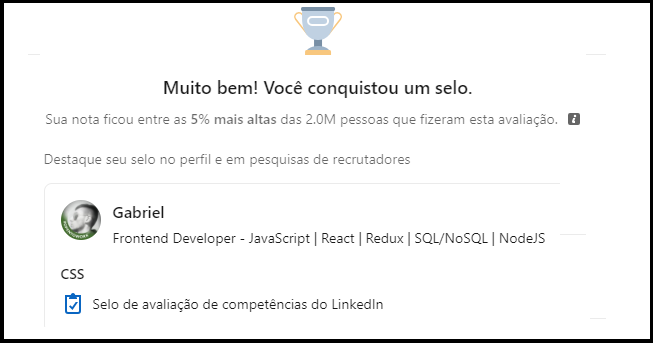 Muito bem! Você conquistou um selo.
Sua nota ficou entre as 5% mais altas das 2.0M pessoas que fizeram esta avaliação.
Destaque seu selo no perfil e em pesquisas de recrutadores
Gabriel
Frontend Developer - JavaScript | React | Redux | SQL/NoSQL | NodeJS
CSS
Selo de avaliação de competências do LinkedIn